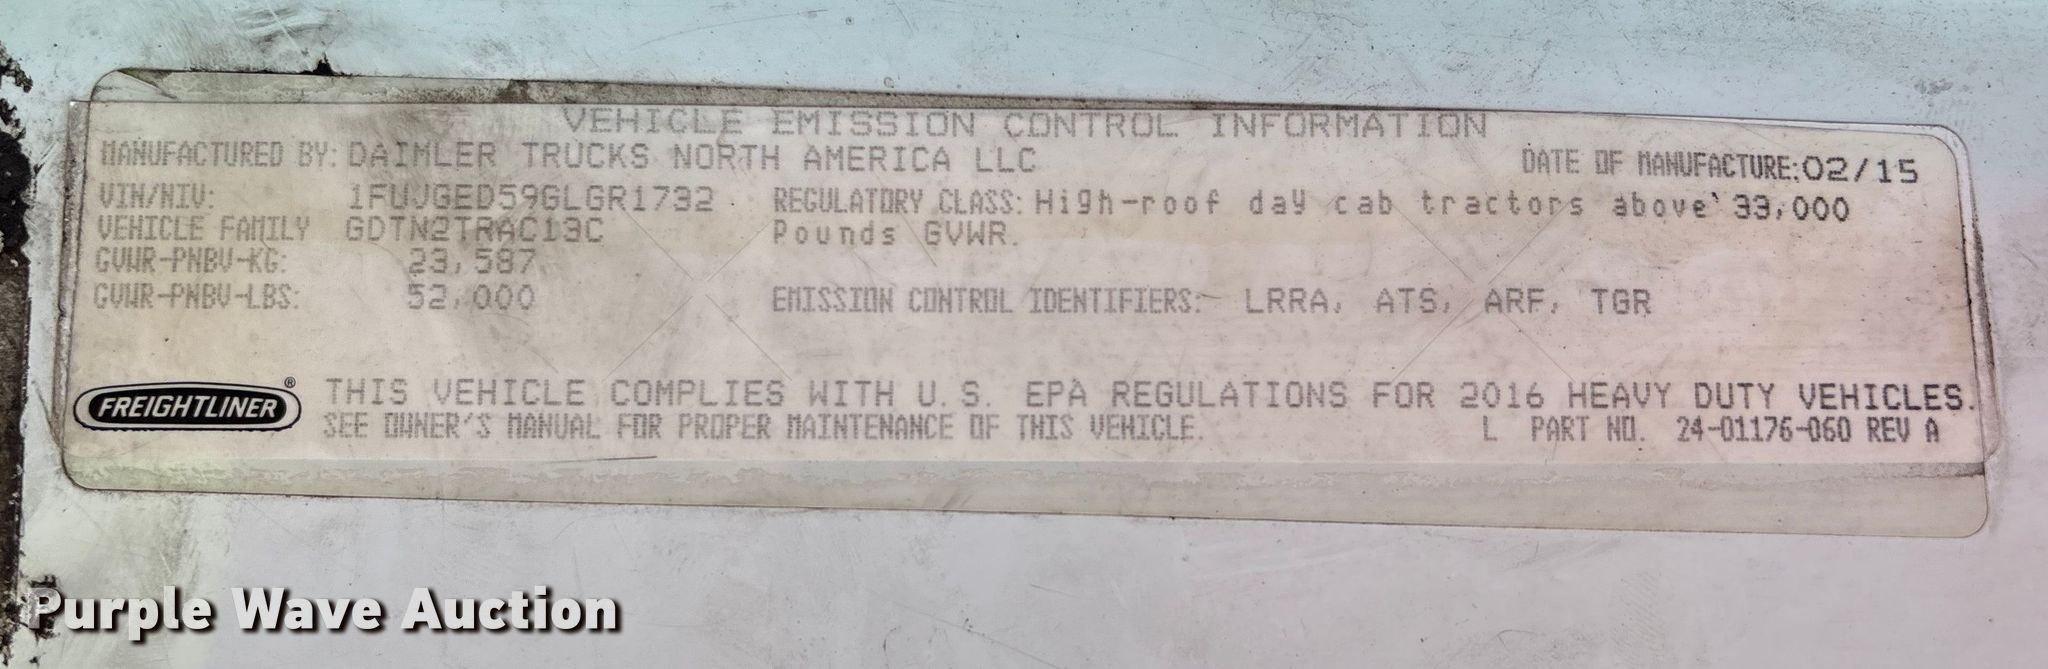 VEHICLE EMISSION CONTROL INFORMATION
MANUFACTURED BY: DAIMLER TRUCKS NORTH AMERICA LLC DATE OF MANUFACTURE: 02/15
VIN/NIV: 1FUJGED59GLGR1732 REGULATORY CLASS: High-roof day cab tractors above 33,000
VEHICLE FAMILY GDTN2TRAC13C Pounds GVWR.
GVWR-PNBV-KG: 23,587
GVWR-PNBV-LBS: 52,000 EMISSION CONTROL IDENTIFIERS: LRRA, ATS, ARF, TGR
FREIGHTLINER® THIS VEHICLE COMPLIES WITH U.S. EPA REGULATIONS FOR 2016 HEAVY DUTY VEHICLES.
SEE OWNER'S MANUAL FOR PROPER MAINTENANCE OF THIS VEHICLE. L PART NO. 24-01176-060 REV A
Purple Wave Auction